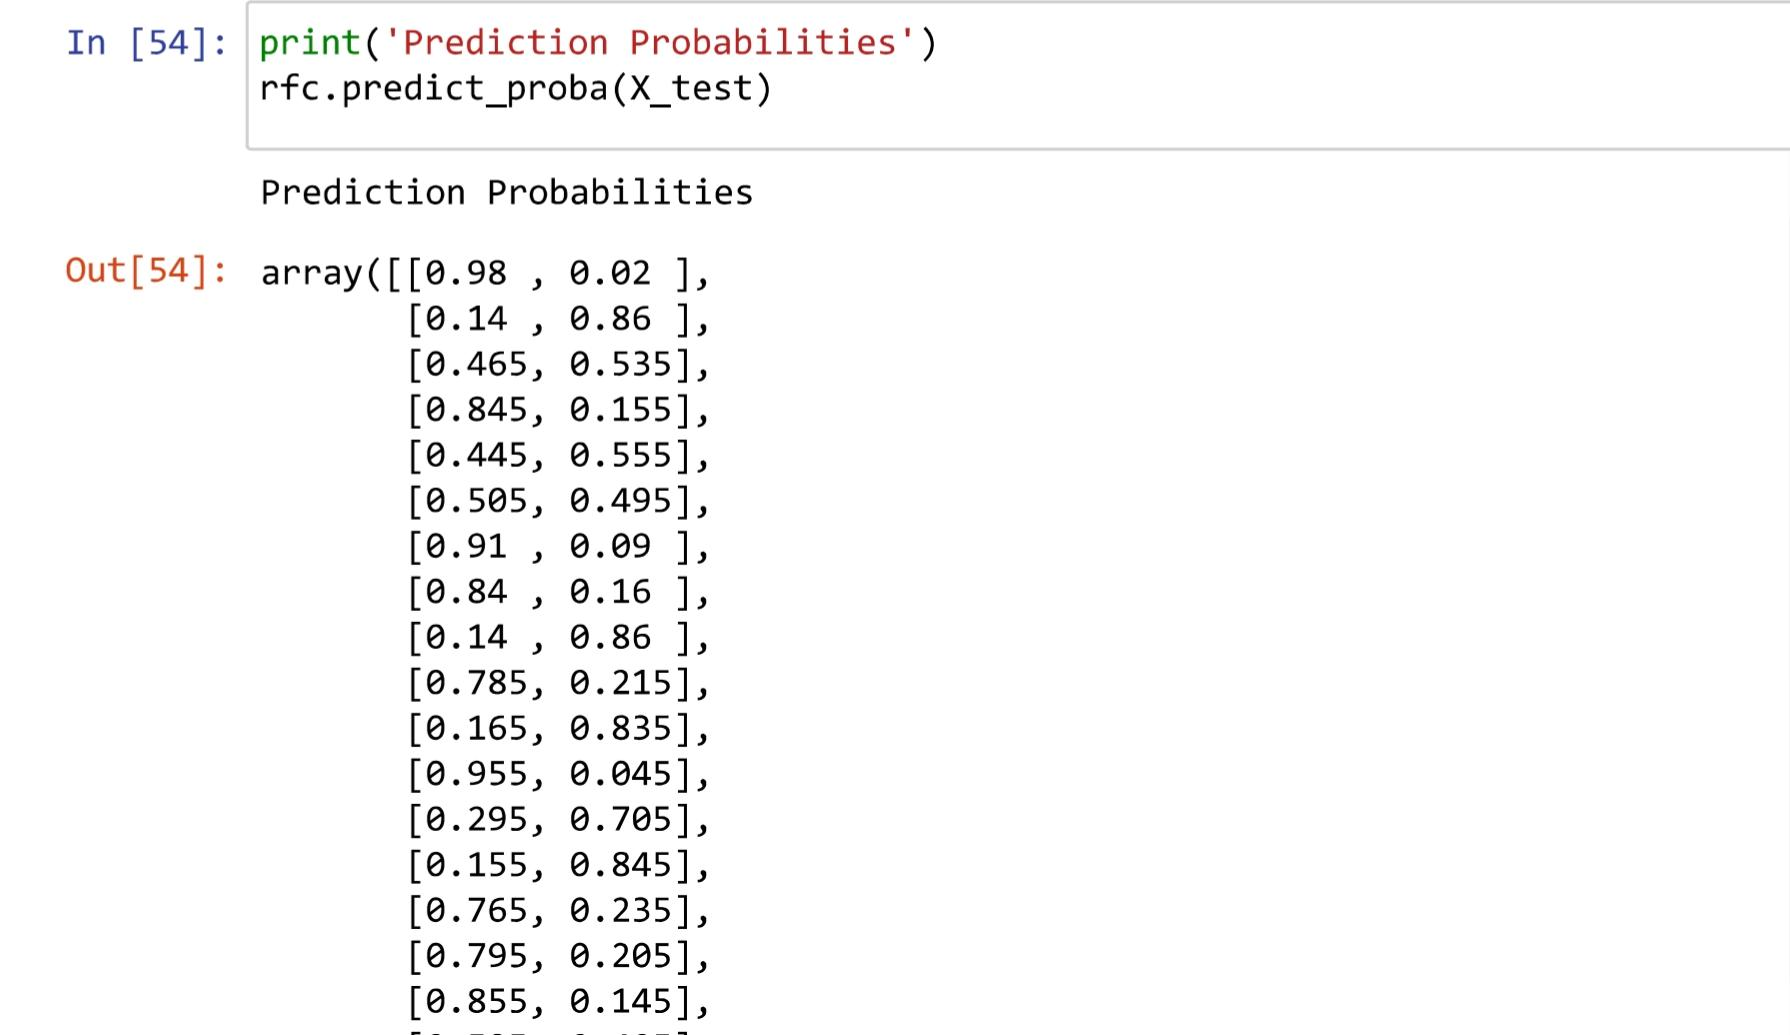 In [54]: print('Prediction Probabilities')
rfc.predict_proba(X_test)
Prediction Probabilities
Out[54]: array([[0.98 , 0.02 ],
[0.14 , 0.86 ],
[0.465, 0.535],
[0.845, 0.155],
[0.445, 0.555],
[0.505, 0.495],
[0.91 , 0.09 ],
[0.84 , 0.16 ],
[0.14 , 0.86 ],
[0.785, 0.215],
[0.165, 0.835],
[0.955, 0.045],
[0.295, 0.705],
[0.155, 0.845],
[0.765, 0.235],
[0.795, 0.205],
[0.855, 0.145],